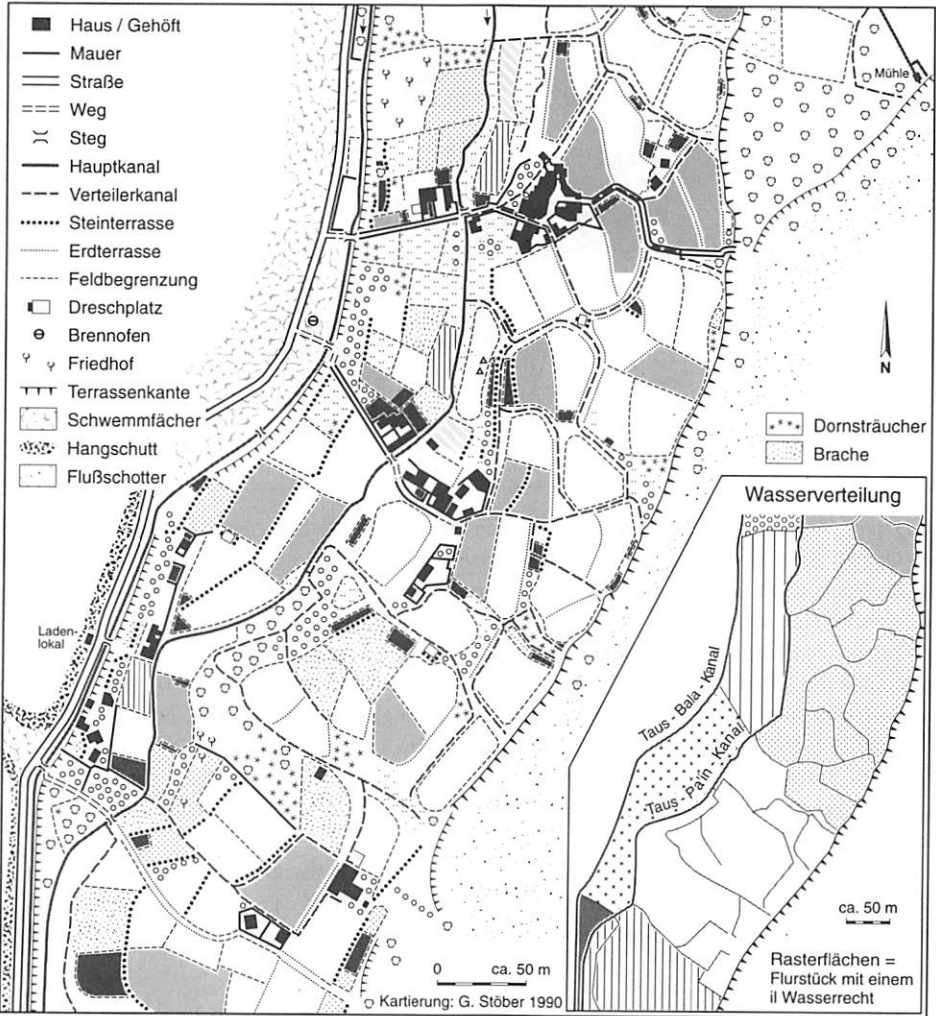 Haus / Gehöft
Mauer
Straße
Weg
Steg
Hauptkanal
Verteilerkanal
Steinterrasse
Erdterrasse
Feldbegrenzung
Dreschplatz
Brennofen
Friedhof
Terrassenkante
Schwemmfächer
Hangschutt
Flußschotter
Mühle
N
Dornsträucher
Brache
Laden-
lokal
Wasserverteilung
Taus-Bala-Kanal
Taus Pa'in Kanal
ca. 50 m
Rasterflächen =
Flurstück mit einem
il Wasserrecht
0 ca. 50 m
Kartierung: G. Stöber 1990